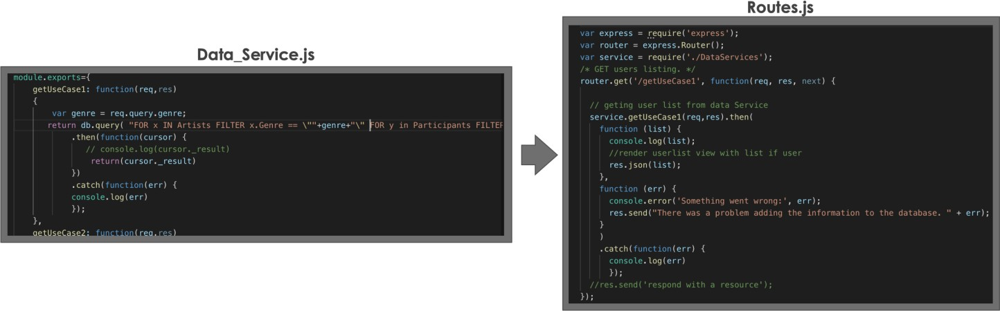 Data_Service.js
module.exports={
getUseCase1: function(req,res)
{
var genre = req.query.genre;
return db.query( "FOR x IN Artists FILTER x.Genre == \""+genre+"\" FOR y in Participants FILTER
.then(function(cursor) {
// console.log(cursor._result)
return(cursor._result)
})
.catch(function(err) {
console.log(err)
});
},
getUseCase2: function(req,res)
Routes.js
var express = require('express');
var router = express.Router();
var service = require('./DataServices');
/* GET users listing. */
router.get('/getUseCase1', function(req, res, next) {
// geting user list from data Service
service.getUseCase1(req,res).then(
function (list) {
console.log(list);
//render userlist view with list if user
res.json(list);
},
function (err) {
console.error('Something went wrong:', err);
res.send("There was a problem adding the information to the database. " + err);
}
)
.catch(function(err) {
console.log(err)
});
//res.send('respond with a resource');
});